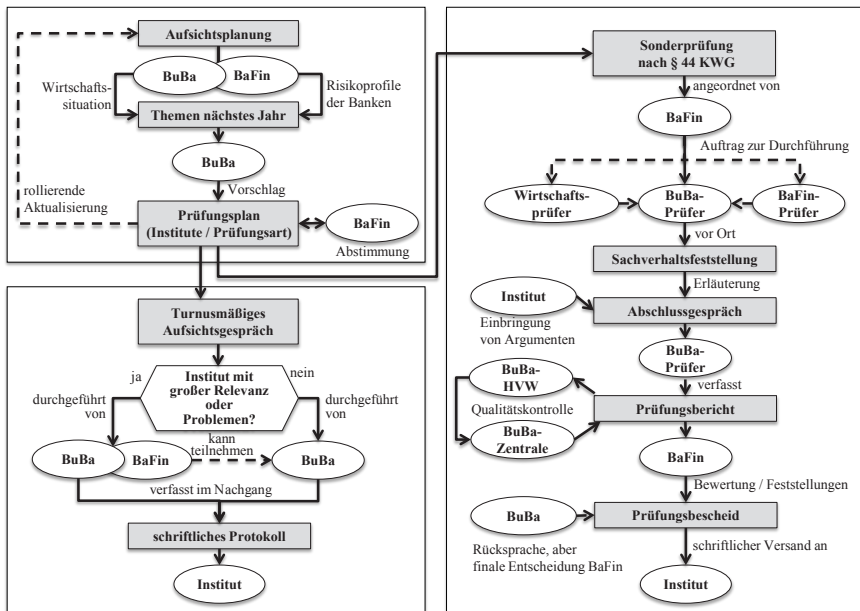 Aufsichtsplanung
BuBa
BaFin
Wirtschafts-
situation
Risikoprofile
der Banken
Themen nächstes Jahr
BuBa
Vorschlag
rollierende
Aktualisierung
Prüfungsplan
(Institute / Prüfungsart)
BaFin
Abstimmung
Turnusmäßiges
Aufsichtsgespräch
ja
nein
Institut mit
großer Relevanz
oder
Problemen?
durchgeführt
von
durchgeführt
von
kann
teilnehmen
BuBa
BaFin
BuBa
verfasst im Nachgang
schriftliches Protokoll
Institut
Sonderprüfung
nach § 44 KWG
angeordnet von
BaFin
Auftrag zur Durchführung
Wirtschafts-
prüfer
BuBa-
Prüfer
BaFin-
Prüfer
vor Ort
Sachverhaltsfeststellung
Erläuterung
Institut
Einbringung
von Argumenten
Abschlussgespräch
BuBa-
Prüfer
verfasst
BuBa-
HVW
Qualitätskontrolle
BuBa-
Zentrale
Prüfungsbericht
BaFin
Bewertung / Feststellungen
BuBa
Prüfungsbescheid
Rücksprache, aber
finale Entscheidung BaFin
schriftlicher Versand an
Institut